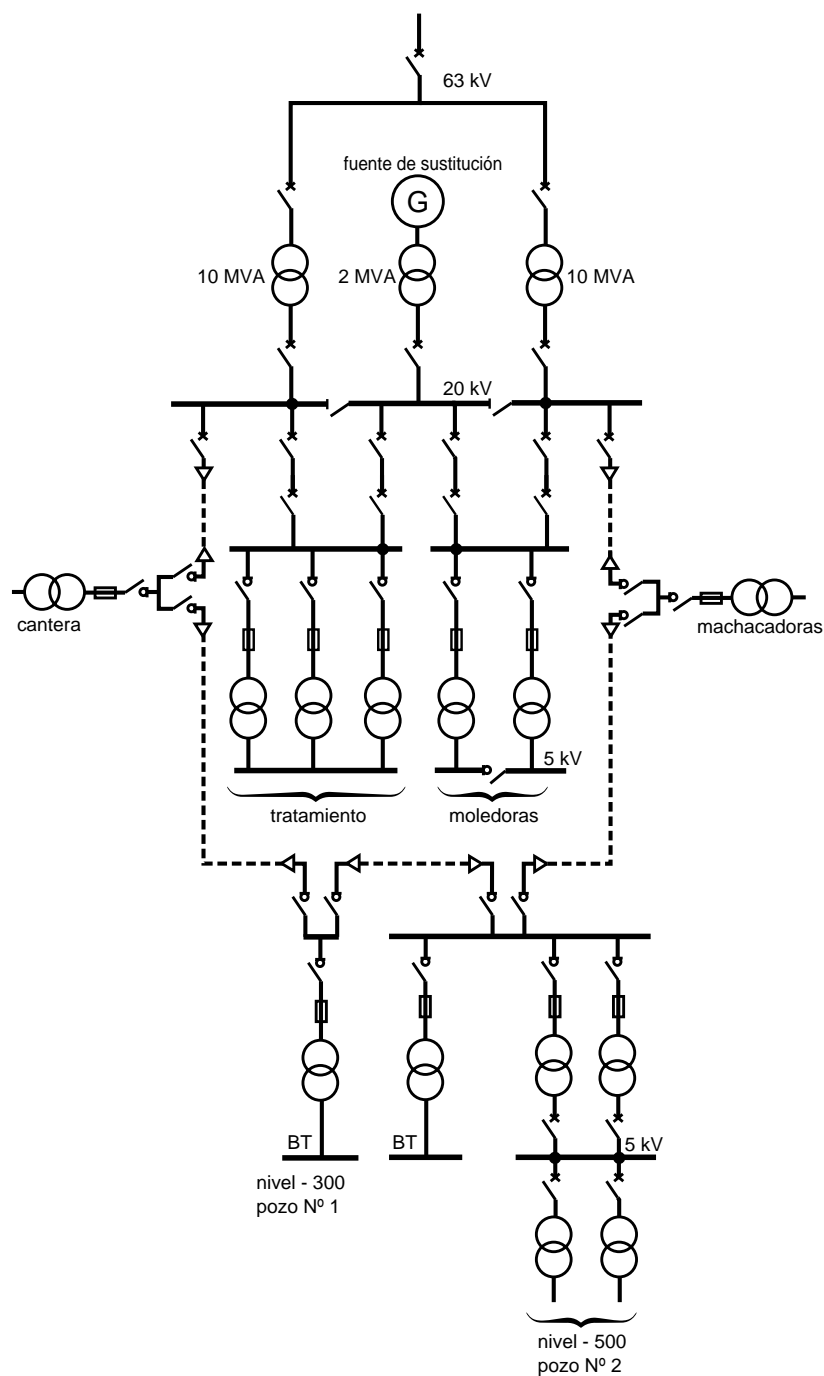 63 kV
fuente de sustitución
G
10 MVA
2 MVA
10 MVA
20 kV
cantera
machacadoras
5 kV
tratamiento
moledoras
BT
BT
5 kV
nivel - 300
pozo Nº 1
nivel - 500
pozo Nº 2